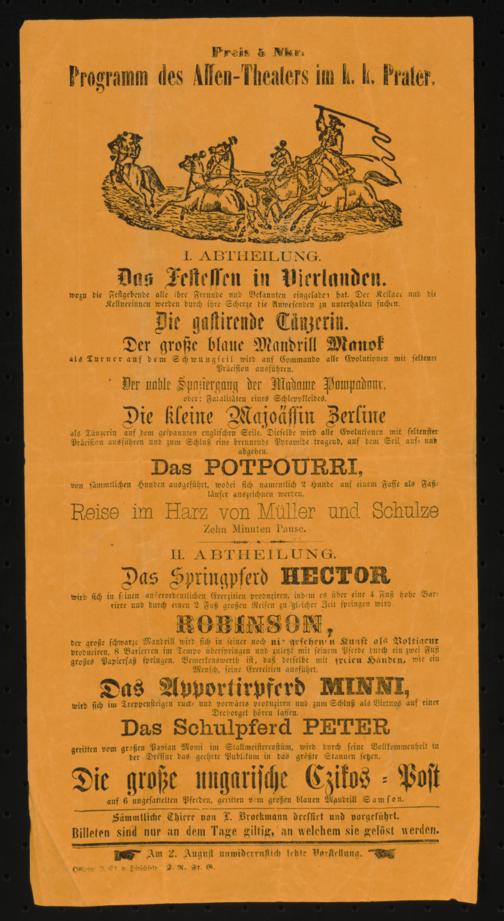 Preis 5 Nkr.
Programm des Affen-Theaters im k. k. Prater.
I. ABTHEILUNG.
Das Festessen in Vierlanden.
wozu die Festgebende alle ihre Freunde und Bekannten eingeladen hat. Der Kellner und die
Kellnerinnen werden durch ihre Scherze die Anwesenden zu unterhalten suchen.
Die gastirende Tänzerin.
Der große blaue Mandrill Manok
als Turner auf dem Schwungseil wird auf Commando alle Evolutionen mit seltener
Präcision ausführen.
Der noble Spaziergang der Madame Pompadour,
oder: Fatalitäten eines Schleppkleides.
Die kleine Majoässin Zerline
als Tänzerin auf dem gespannten englischen Seile. Dieselbe wird alle Evolutionen mit seltenster
Präcision ausführen und zum Schluß eine brennende Pyramide tragend, auf dem Seil auf- und
abgehen.
Das POTPOURRI,
von sämmtlichen Hunden ausgeführt, wobei sich namentlich 2 Hunde auf einem Fasse als Faß-
läufer auszeichnen werden.
Reise im Harz von Müller und Schulze
Zehn Minuten Pause.
II. ABTHEILUNG.
Das Springpferd HECTOR
wird sich in seinen außerordentlichen Exerzitien produziren, indem es über eine 4 Fuß hohe Bar-
riere und durch einen 2 Fuß großen Reifen zu gleicher Zeit springen wird
ROBINSON,
der große schwarze Mandrill wird sich in seiner noch nie gesehenen Kunst als Voltigeur
produciren, 8 Barieren im Tempo überspringen und zuletzt mit seinem Pferde durch ein zwei Fuß
großes Papierfaß springen. Bemerkenswerth ist, daß derselbe mit freien Händen, wie ein
Mensch, seine Exercitien ausführt.
Das Apportirpferd MINNI,
wird sich im Treppensteigen rück- und vorwärts produziren und zum Schluß als Virtuos auf einer
Drehorgel hören lassen.
Das Schulpferd PETER
geritten vom großen Pavian Momi im Stallmeistercostüm, wird durch seine Vollkommenheit in
der Dressur das geehrte Publikum in das größte Staunen setzen.
Die große ungarische Czikos-Post
auf 6 ungesattelten Pferden, geritten vom großen blauen Mandrill Samson.
Sämmtliche Thiere von L. Brockmann dressirt und vorgeführt.
Billeten sind nur an dem Tage giltig, an welchem sie gelöst werden.
Am 2. August unwiderruflich letzte Vorstellung.